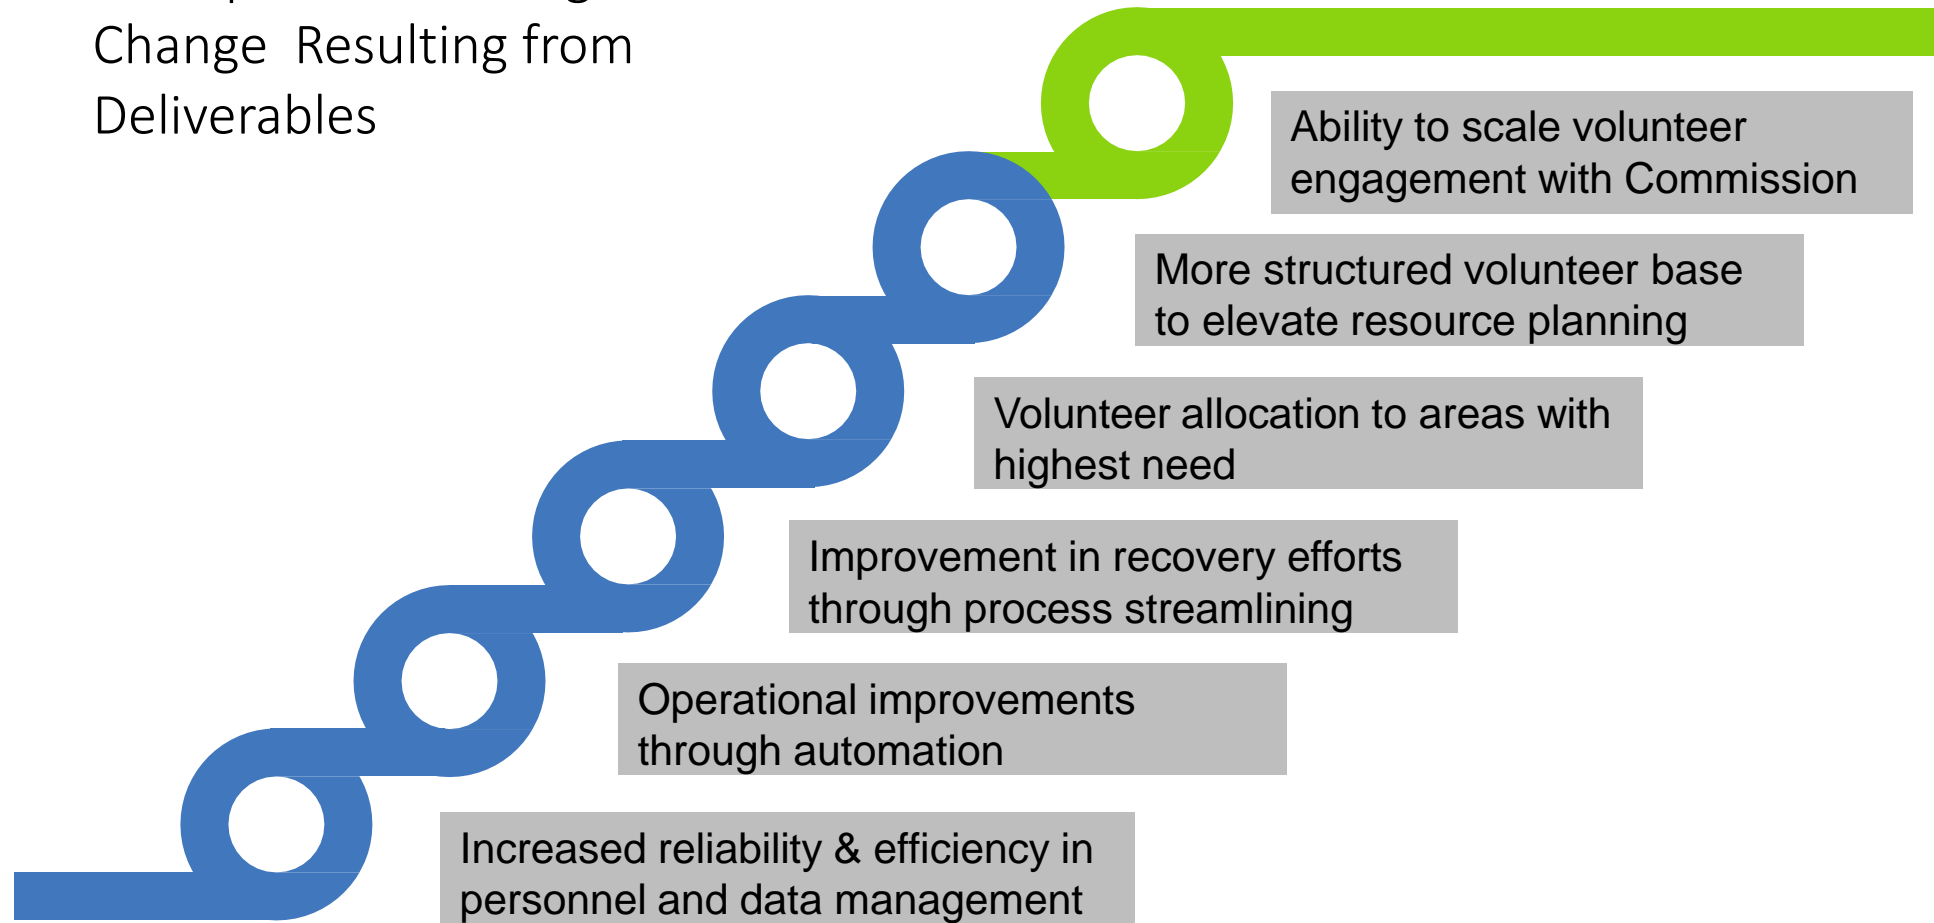 Change Resulting from
Deliverables
Ability to scale volunteer
engagement with Commission
More structured volunteer base
to elevate resource planning
Volunteer allocation to areas with
highest need
Improvement in recovery efforts
through process streamlining
Operational improvements
through automation
Increased reliability & efficiency in
personnel and data management